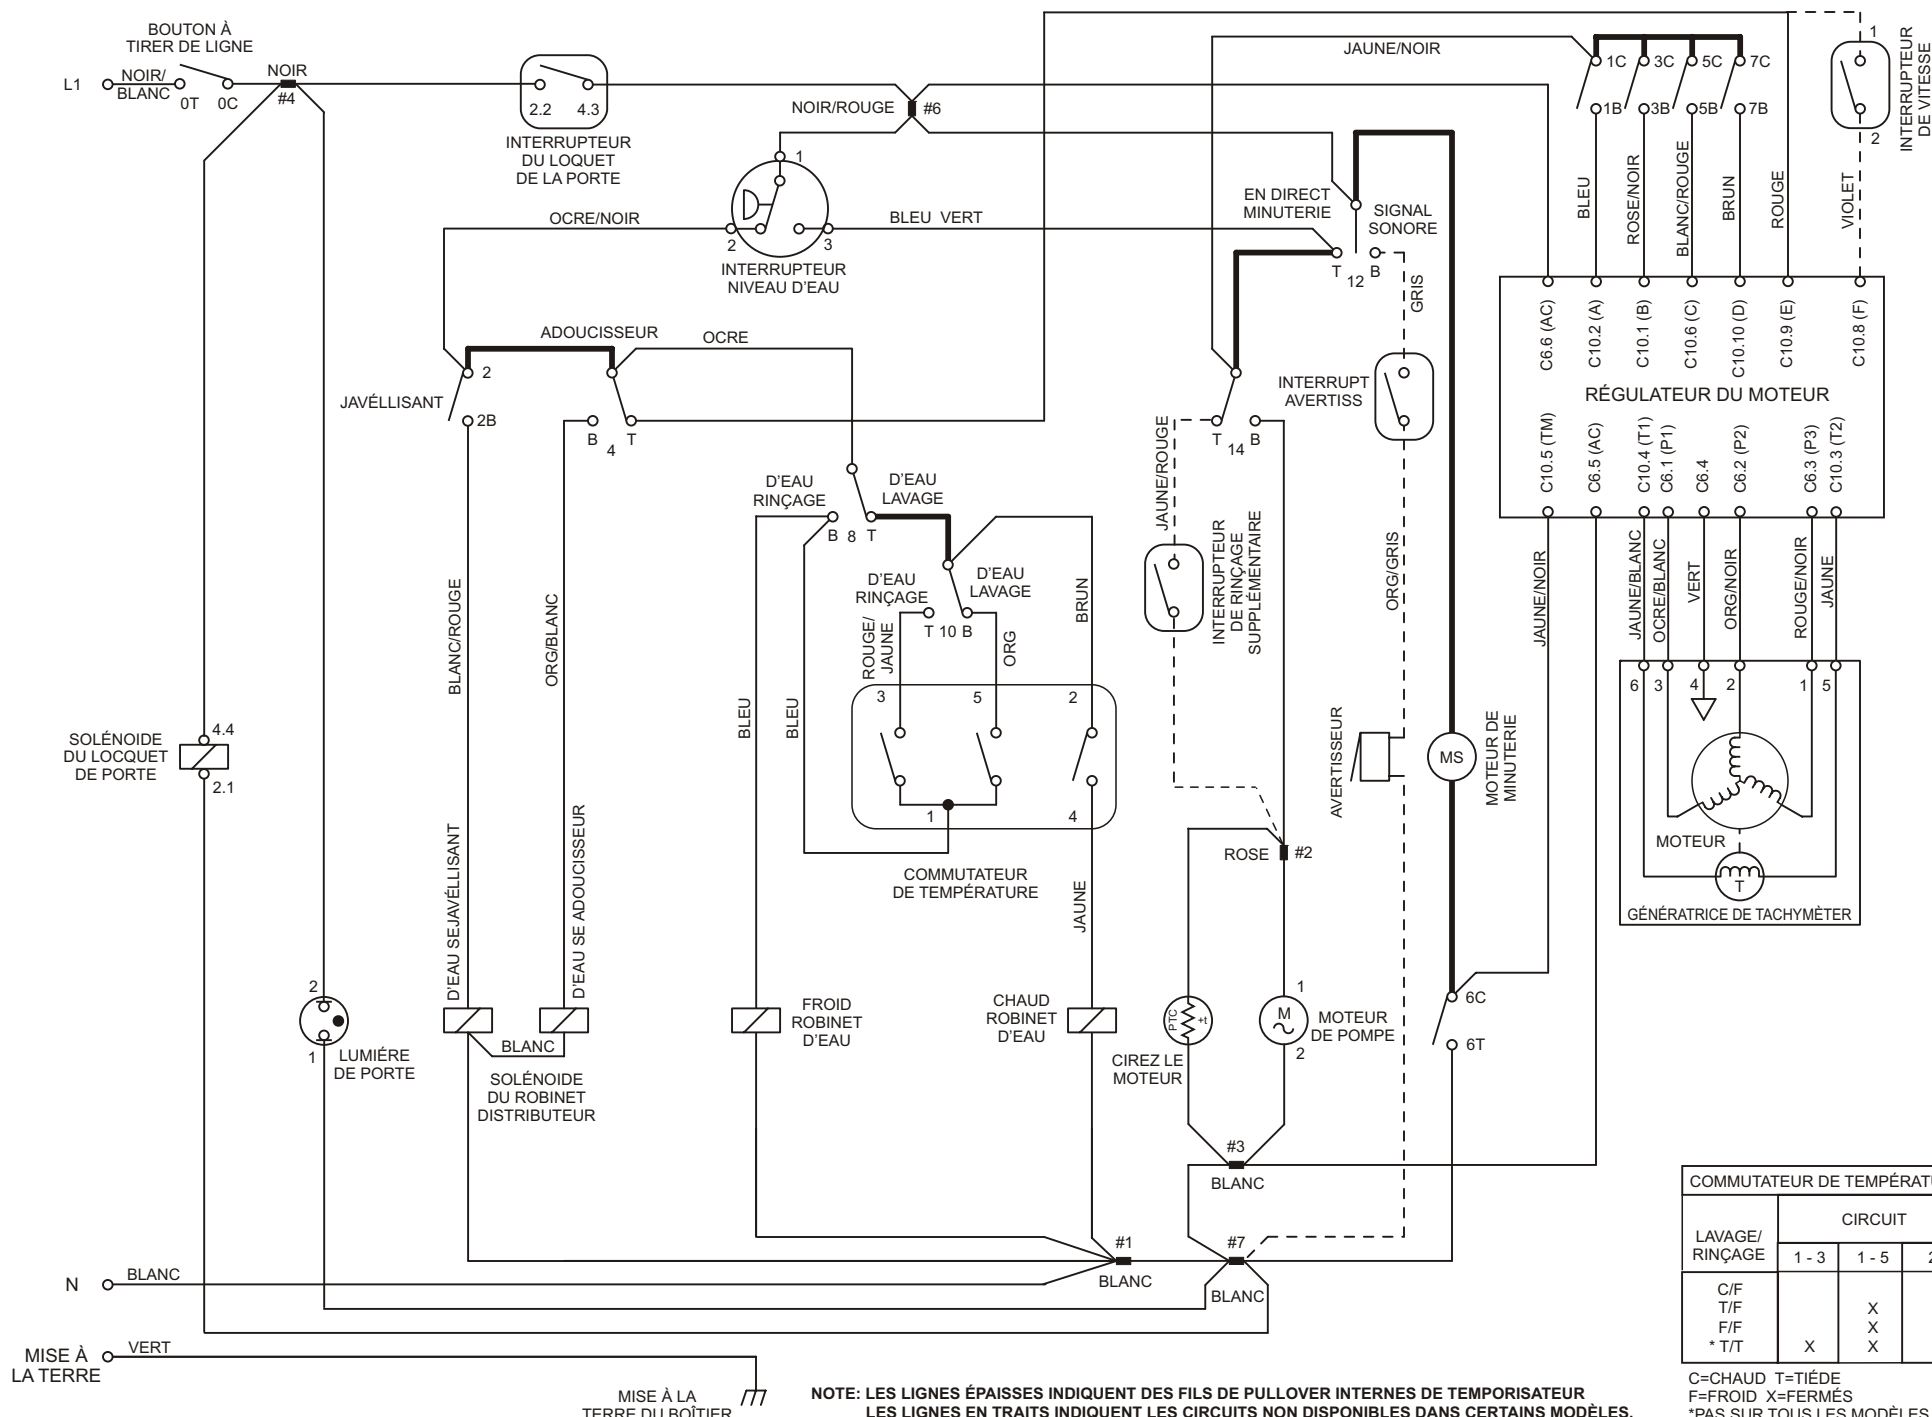 BOUTON À
TIRER DE LIGNE
L1
NOIR/
BLANC
0T
0C
NOIR
#4
2.2
4.3
INTERRUPTEUR
DU LOQUET
DE LA PORTE
NOIR/ROUGE
#6
JAUNE/NOIR
1C
3C
5C
7C
1B
3B
5B
7B
1
2
INTERRUPTEUR
DE VITESSE
BLEU
ROSE/NOIR
BLANC/ROUGE
BRUN
ROUGE
VIOLET
1
2
3
OCRE/NOIR
BLEU VERT
INTERRUPTEUR
NIVEAU D'EAU
EN DIRECT
MINUTERIE
SIGNAL
SONORE
T
12
B
GRIS
C6.6 (AC)
C10.2 (A)
C10.1 (B)
C10.6 (C)
C10.10 (D)
C10.9 (E)
C10.8 (F)
RÉGULATEUR DU MOTEUR
C10.5 (TM)
C6.5 (AC)
C10.4 (T1)
C6.1 (P1)
C6.4
C6.2 (P2)
C6.3 (P3)
C10.3 (T2)
ADOUCISSEUR
OCRE
JAVÉLLISANT
2
2B
B
4
T
INTERRUPT
AVERTISS
T
14
B
D'EAU
RINÇAGE
D'EAU
LAVAGE
B 8 T
D'EAU
RINÇAGE
D'EAU
LAVAGE
T 10 B
BRUN
ROUGE/
JAUNE
ORG
JAUNE/ROUGE
INTERRUPTEUR
DE RINÇAGE
SUPPLÉMENTAIRE
ORG/GRIS
JAUNE/NOIR
JAUNE/BLANC
OCRE/BLANC
VERT
ORG/NOIR
ROUGE/NOIR
JAUNE
6
3
4
2
1
5
BLANC/ROUGE
ORG/BLANC
BLEU
BLEU
3
5
2
1
4
COMMUTATEUR
DE TEMPÉRATURE
SOLÉNOIDE
DU LOCQUET
DE PORTE
4.4
2.1
AVERTISSEUR
MS
MOTEUR DE
MINUTERIE
MOTEUR
T
GÉNÉRATRICE DE TACHYMÈTER
ROSE
#2
JAUNE
D'EAU SEJAVÉLLISANT
D'EAU SE ADOUCISSEUR
2
1
LUMIÉRE
DE PORTE
BLANC
SOLÉNOIDE
DU ROBINET
DISTRIBUTEUR
FROID
ROBINET
D'EAU
CHAUD
ROBINET
D'EAU
PTC
+t
CIREZ LE
MOTEUR
1
M
2
MOTEUR
DE POMPE
6C
6T
#3
BLANC
#1
BLANC
#7
BLANC
N
BLANC
MISE À
LA TERRE
VERT
MISE À LA
TERRE DU BOÎTIER
NOTE: LES LIGNES ÉPAISSES INDIQUENT DES FILS DE PULLOVER INTERNES DE TEMPORISATEUR
LES LIGNES EN TRAITS INDIQUENT LES CIRCUITS NON DISPONIBLES DANS CERTAINS MODÈLES.
COMMUTATEUR DE TEMPÉRAT
LAVAGE/
RINÇAGE
CIRCUIT
1 - 3
1 - 5
2
C/F
T/F X
F/F X
* T/T X X
C=CHAUD T=TIÉDE
F=FROID X=FERMÉS
*PAS SUR TOUS LES MODÈLES